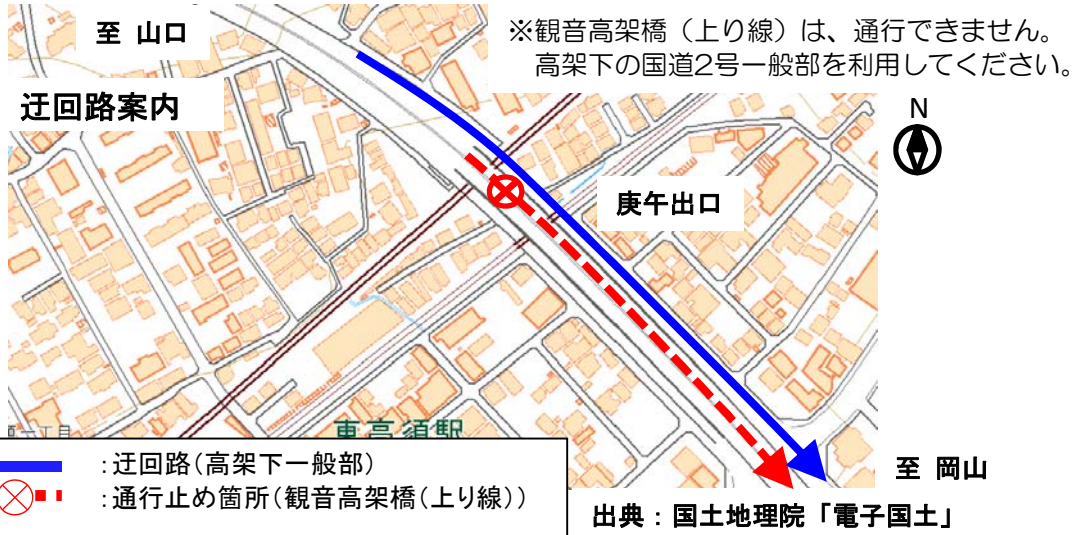 至 山口
※観音高架橋（上り線）は、通行できません。
高架下の国道2号一般部を利用してください。
迂回路案内
N
庚午出口
東高須駅
:迂回路(高架下一般部)
:通行止め箇所(観音高架橋(上り線))
至 岡山
出典：国土地理院「電子国土」